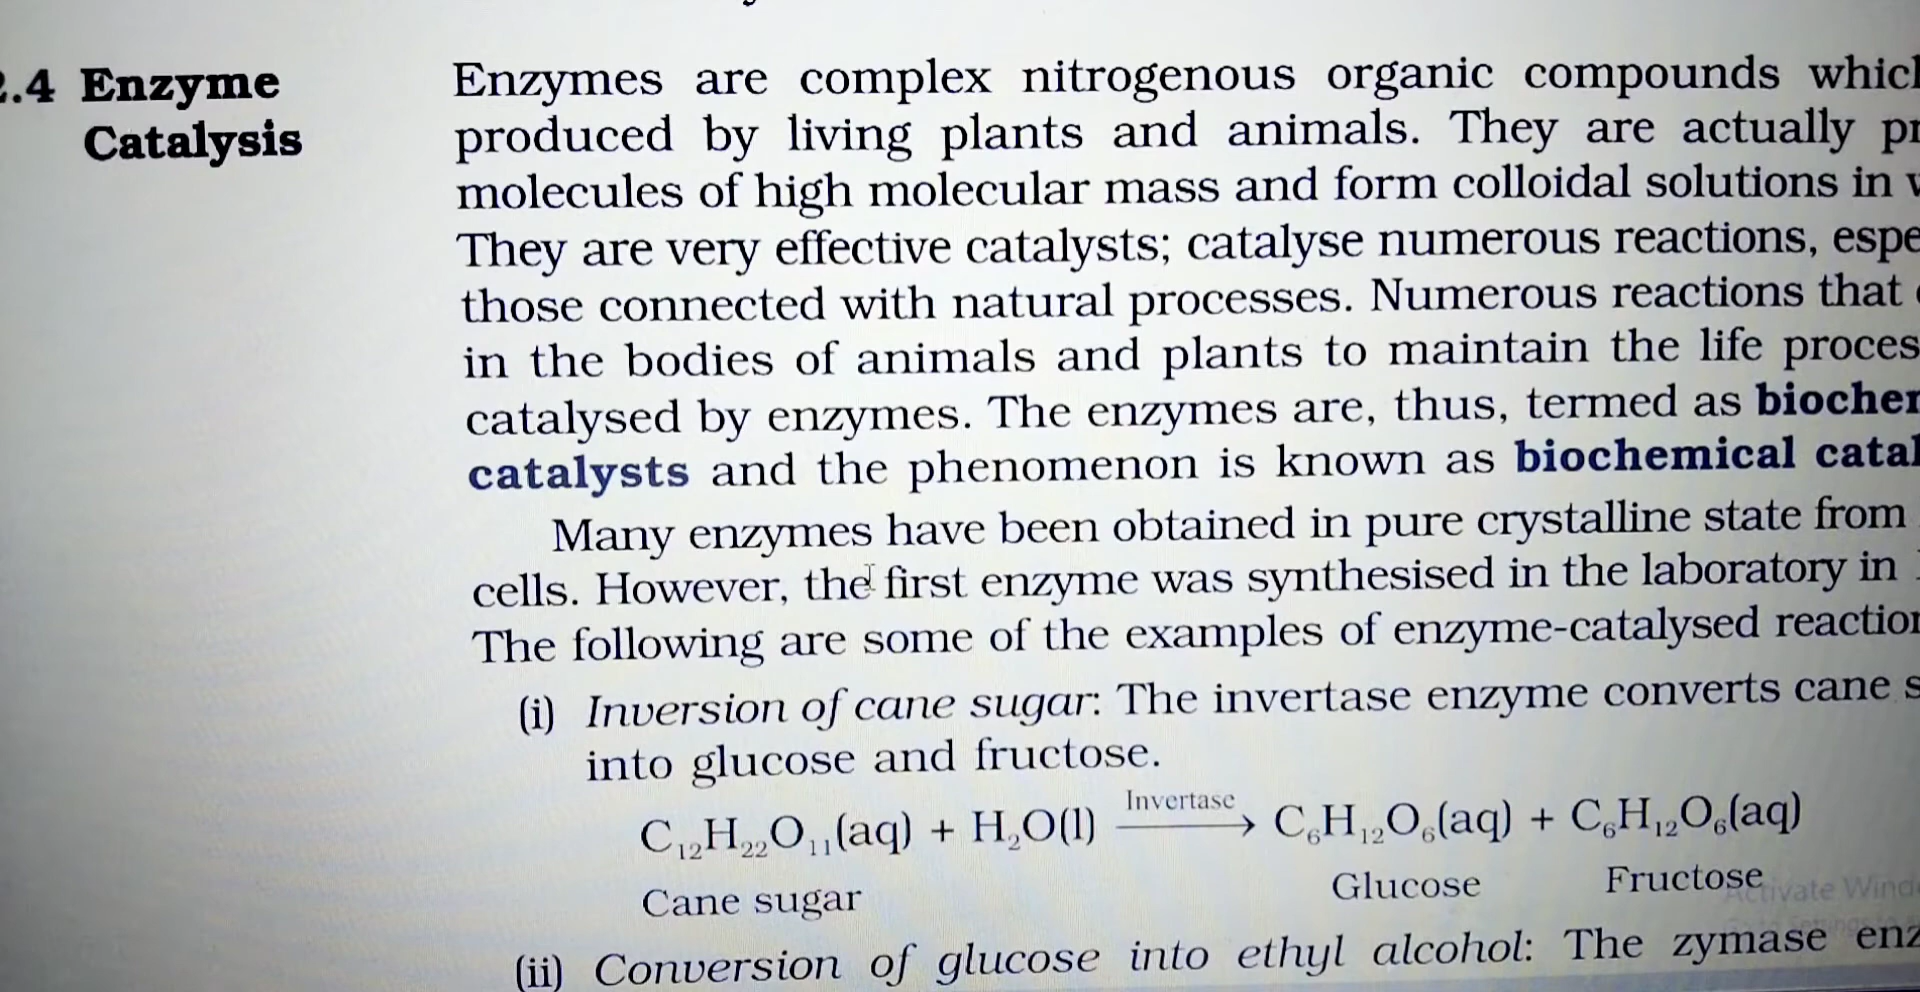 2.4 Enzyme
Catalysis
Enzymes are complex nitrogenous organic compounds which
produced by living plants and animals. They are actually pr
molecules of high molecular mass and form colloidal solutions in w
They are very effective catalysts; catalyse numerous reactions, espe
those connected with natural processes. Numerous reactions that
in the bodies of animals and plants to maintain the life proces
catalysed by enzymes. The enzymes are, thus, termed as biochem
catalysts and the phenomenon is known as biochemical catal
Many enzymes have been obtained in pure crystalline state from
cells. However, the first enzyme was synthesised in the laboratory in
The following are some of the examples of enzyme-catalysed reaction
(i) Inversion of cane sugar: The invertase enzyme converts cane s
into glucose and fructose.
Invertase
C₁₂H₂₂O₁₁(aq) + H₂O(l) → C₆H₁₂O₆(aq) + C₆H₁₂O₆(aq)
Cane sugar Glucose Fructose
Activate Wind
(ii) Conversion of glucose into ethyl alcohol: The zymase enz